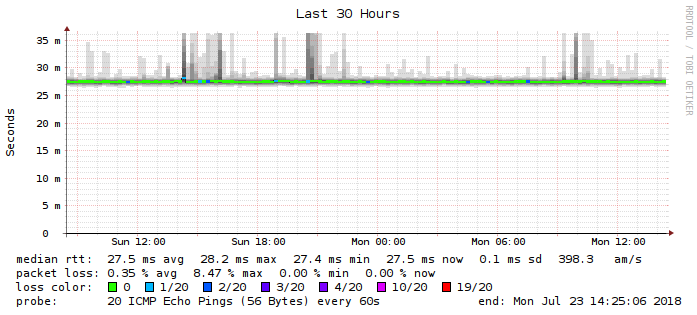 Last 30 Hours
RRDTOOL / TOBI OETIKER
Seconds
35 m
30 m
25 m
20 m
15 m
10 m
5 m
0
Sun 12:00 Sun 18:00 Mon 00:00 Mon 06:00 Mon 12:00
median rtt: 27.5 ms avg 28.2 ms max 27.4 ms min 27.5 ms now 0.1 ms sd 398.3 am/s
packet loss: 0.35 % avg 8.47 % max 0.00 % min 0.00 % now
loss color: 0 1/20 2/20 3/20 4/20 10/20 19/20
probe: 20 ICMP Echo Pings (56 Bytes) every 60s end: Mon Jul 23 14:25:06 2018